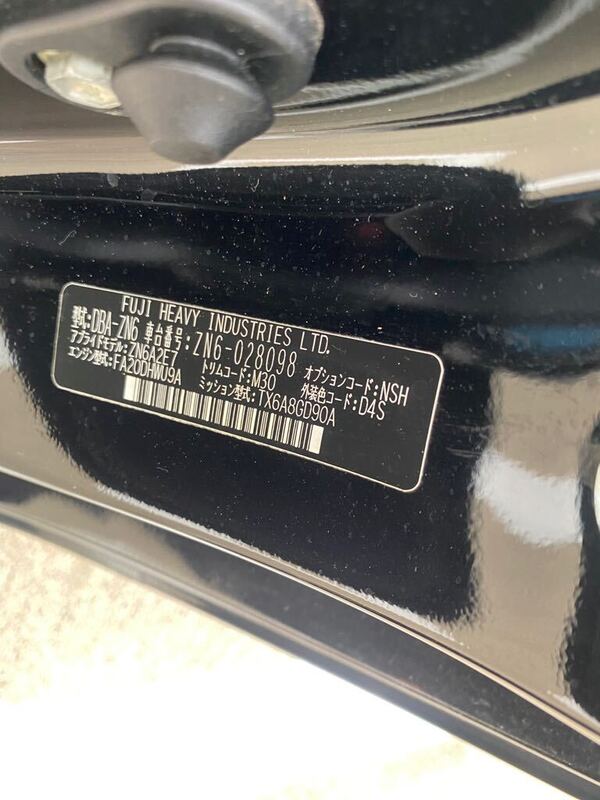 FUJI HEAVY INDUSTRIES LTD.
型式:DBA-ZN6 車台番号:ZN6-028098
アプライドモデル:ZN6A2E7 トリムコード:M30 オプションコード:NSH
エンジン型式:FA20DHWU9A ミッション型式:TX6A8GD90A 外装色コード:D4S